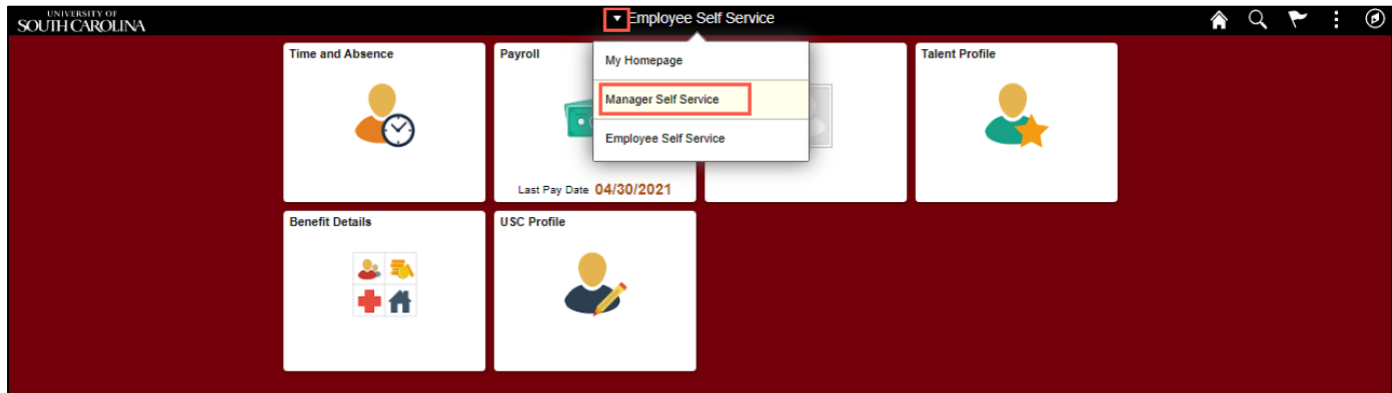 UNIVERSITY OF
SOUTH CAROLINA
Employee Self Service
My Homepage
Manager Self Service
Employee Self Service
Time and Absence
Payroll
Last Pay Date 04/30/2021
Talent Profile
Benefit Details
USC Profile